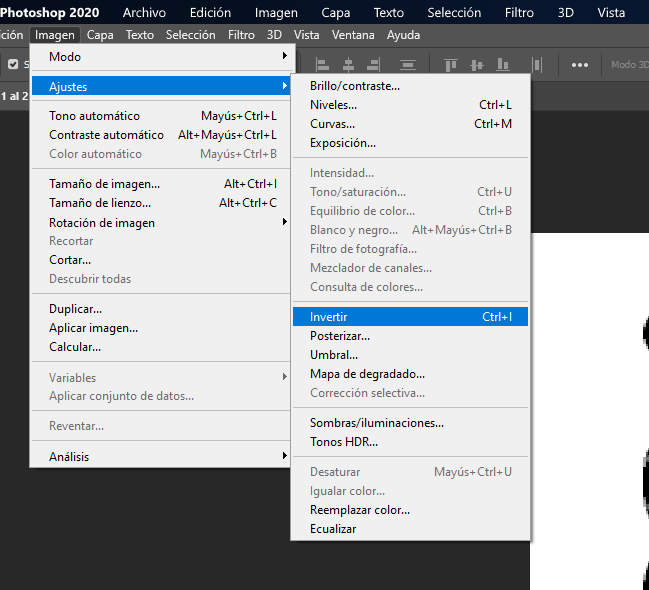 Photoshop 2020 Archivo Edición Imagen Capa Texto Selección Filtro 3D Vista
ción Imagen Capa Texto Selección Filtro 3D Vista Ventana Ayuda
S
Modo 3D
1 al 2
Modo
Ajustes
Tono automático Mayús+Ctrl+L
Contraste automático Alt+Mayús+Ctrl+L
Color automático Mayús+Ctrl+B
Tamaño de imagen... Alt+Ctrl+I
Tamaño de lienzo... Alt+Ctrl+C
Rotación de imagen
Recortar
Cortar...
Descubrir todas
Duplicar...
Aplicar imagen...
Calcular...
Variables
Aplicar conjunto de datos...
Reventar...
Análisis
Brillo/contraste...
Niveles... Ctrl+L
Curvas... Ctrl+M
Exposición...
Intensidad...
Tono/saturación... Ctrl+U
Equilibrio de color... Ctrl+B
Blanco y negro... Alt+Mayús+Ctrl+B
Filtro de fotografía...
Mezclador de canales...
Consulta de colores...
Invertir Ctrl+I
Posterizar...
Umbral...
Mapa de degradado...
Corrección selectiva...
Sombras/iluminaciones...
Tonos HDR...
Desaturar Mayús+Ctrl+U
Igualar color...
Reemplazar color...
Ecualizar